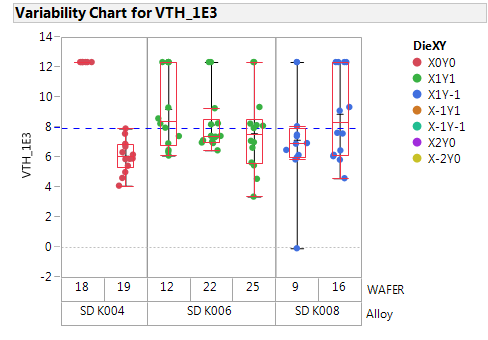 Variability Chart for VTH_1E3
VTH_1E3
14
12
10
8
6
4
2
0
-2
18 19 12 22 25 9 16 WAFER
SD K004 SD K006 SD K008 Alloy
DieXY
X0Y0
X1Y1
X1Y-1
X-1Y1
X-1Y-1
X2Y0
X-2Y0